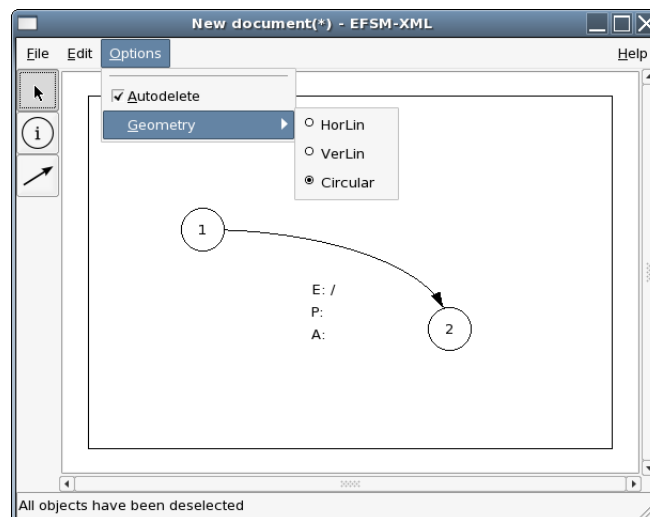 New document(*) - EFSM-XML
File Edit Options Help
Autodelete
Geometry
HorLin
VerLin
Circular
i
1
E: /
P:
A:
2
All objects have been deselected